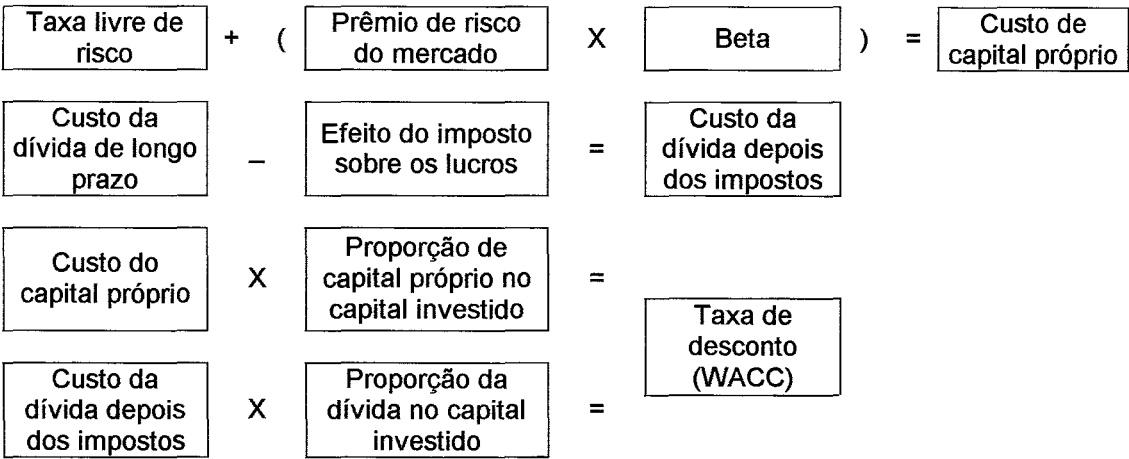 Taxa livre de
risco
+
(
Prêmio de risco
do mercado
X
Beta
)
=
Custo de
capital próprio
Custo da
dívida de longo
prazo
–
Efeito do imposto
sobre os lucros
=
Custo da
dívida depois
dos impostos
Custo do
capital próprio
X
Proporção de
capital próprio no
capital investido
=
Taxa de
desconto
(WACC)
Custo da
dívida depois
dos impostos
X
Proporção da
dívida no capital
investido
=